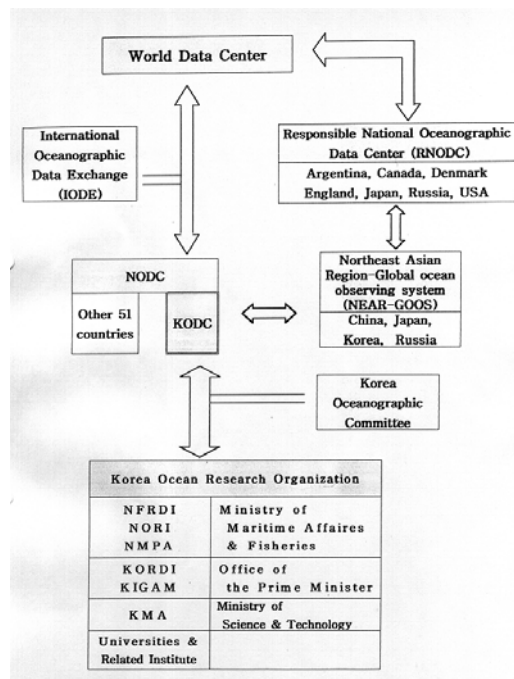 World Data Center
International
Oceanographic
Data Exchange
(IODE)
Responsible National Oceanographic
Data Center (RNODC)
Argentina, Canada, Denmark
England, Japan, Russia, USA
NODC
Other 51
countries
KODC
Northeast Asian
Region-Global ocean
observing system
(NEAR-GOOS)
China, Japan,
Korea, Russia
Korea
Oceanographic
Committee
Korea Ocean Research Organization
NFRDI Ministry of
NORI Maritime Affaires
NMPA & Fisheries
KORDI Office of
KIGAM the Prime Minister
KMA Ministry of
Science & Technology
Universities &
Related Institute